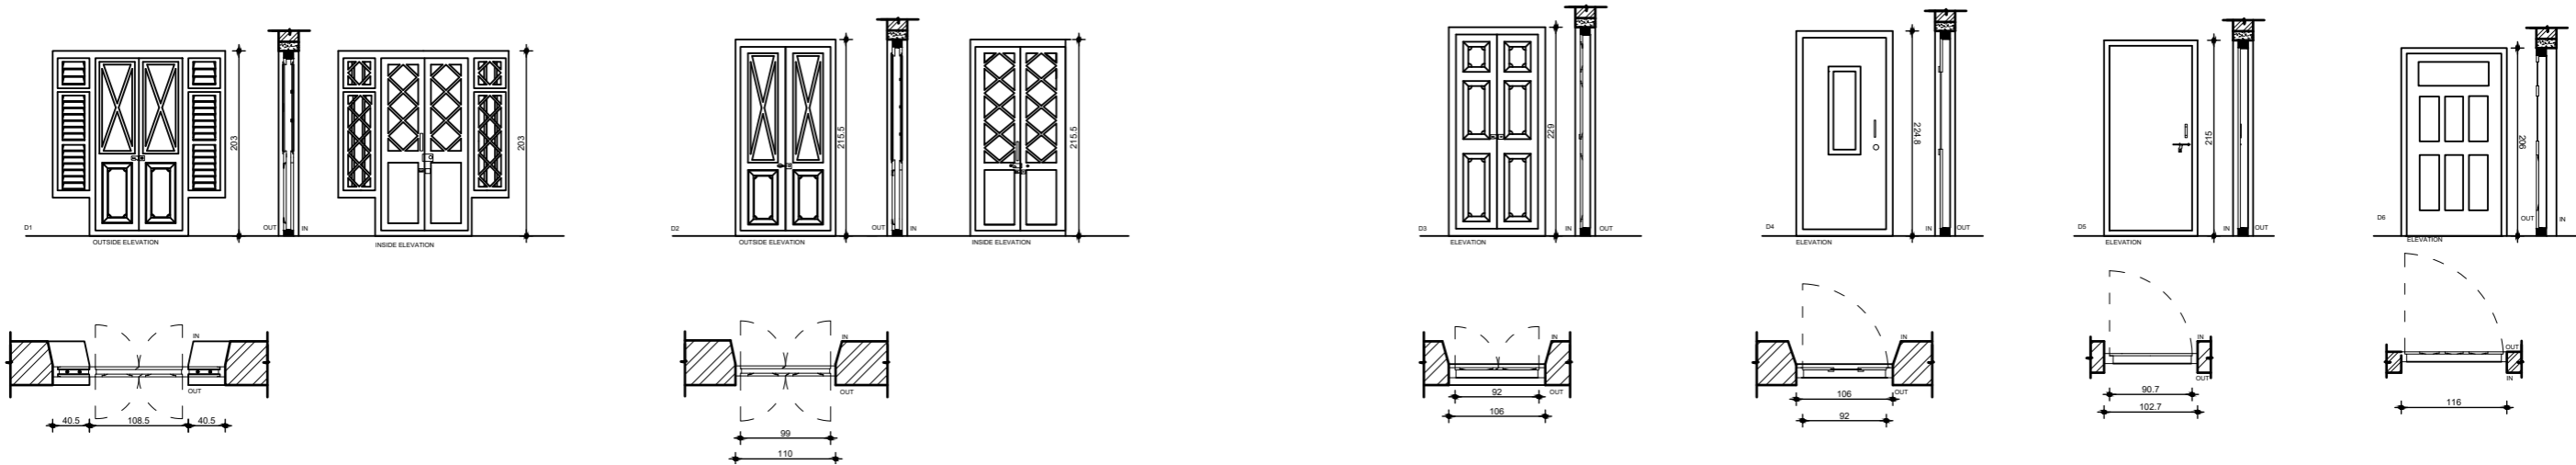 D1
203
OUT
IN
203
OUTSIDE ELEVATION
INSIDE ELEVATION
IN
OUT
40.5
108.5
40.5
D2
215.5
OUT
IN
215.5
OUTSIDE ELEVATION
INSIDE ELEVATION
IN
OUT
99
110
D3
229
IN
OUT
ELEVATION
IN
OUT
92
106
D4
224.8
IN
OUT
ELEVATION
IN
OUT
106
92
D5
215
IN
OUT
ELEVATION
IN
OUT
90.7
102.7
D6
206
OUT
IN
ELEVATION
OUT
IN
116